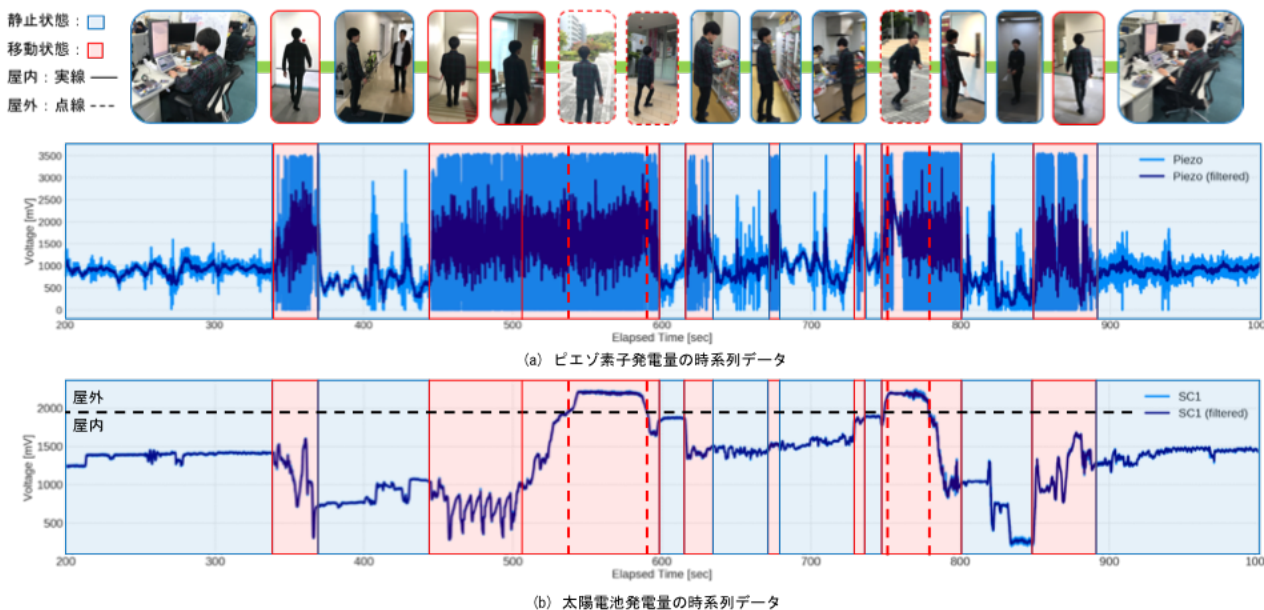 静止状態：
移動状態：
屋内：実線 ──
屋外：点線 ---
3500
3000
2500
2000
1500
1000
500
0
Voltage [mV]
Piezo
Piezo (filtered)
200 300 400 500 600 700 800 900 100
Elapsed Time [sec]
(a) ピエゾ素子発電量の時系列データ
屋外
屋内
2000
1500
1000
500
Voltage [mV]
SC1
SC1 (filtered)
200 300 400 500 600 700 800 900 100
Elapsed Time [sec]
(b) 太陽電池発電量の時系列データ